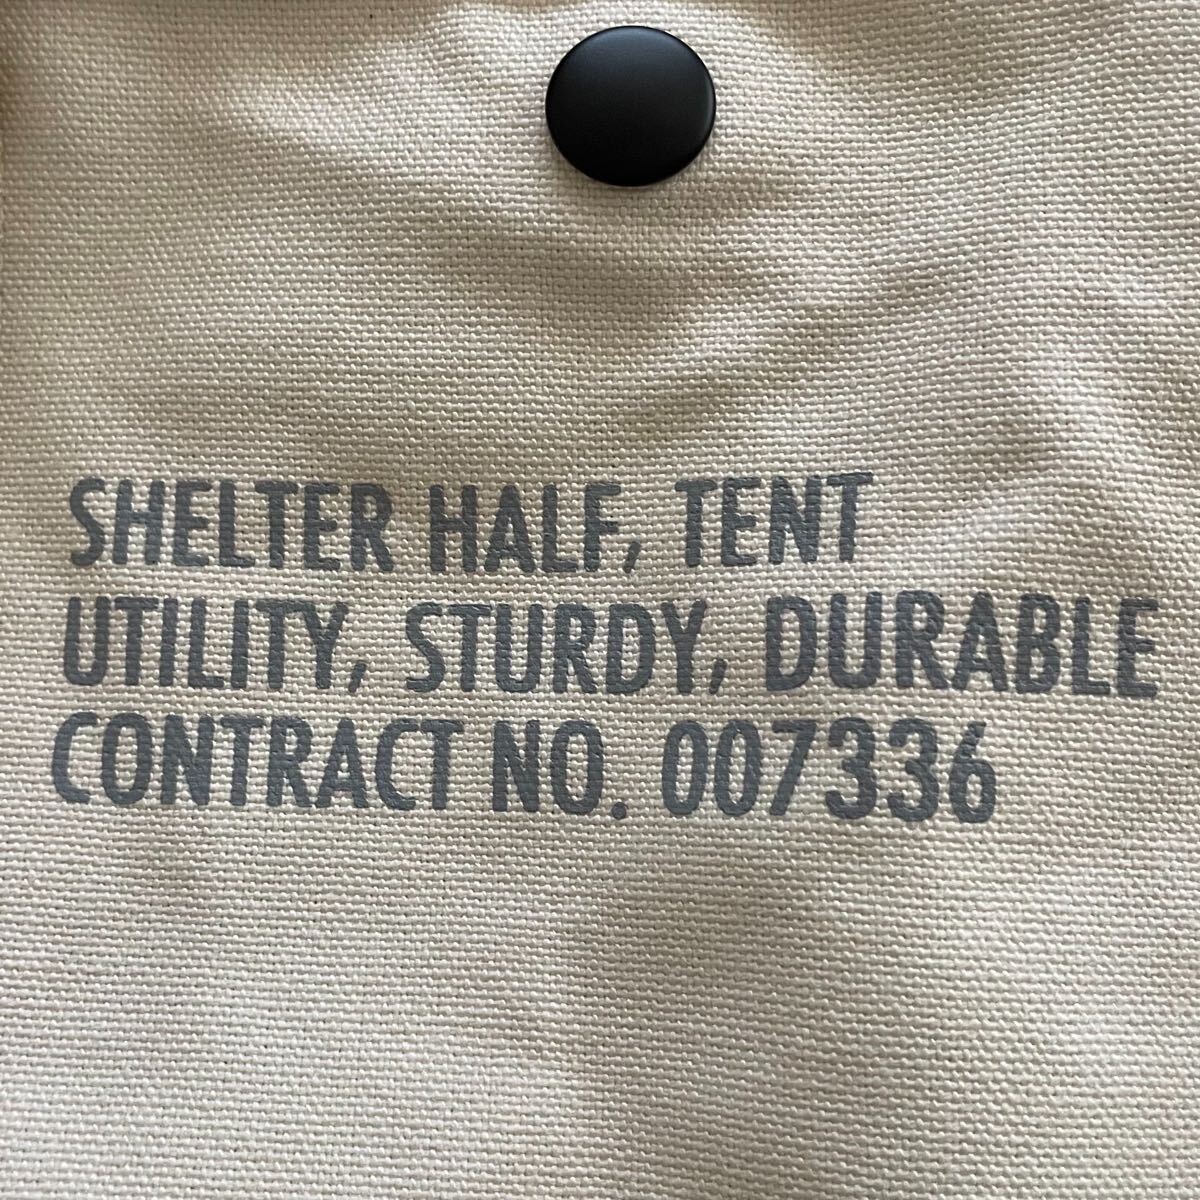 SHELTER HALF, TENT
UTILITY, STURDY, DURABLE
CONTRACT NO. 007336